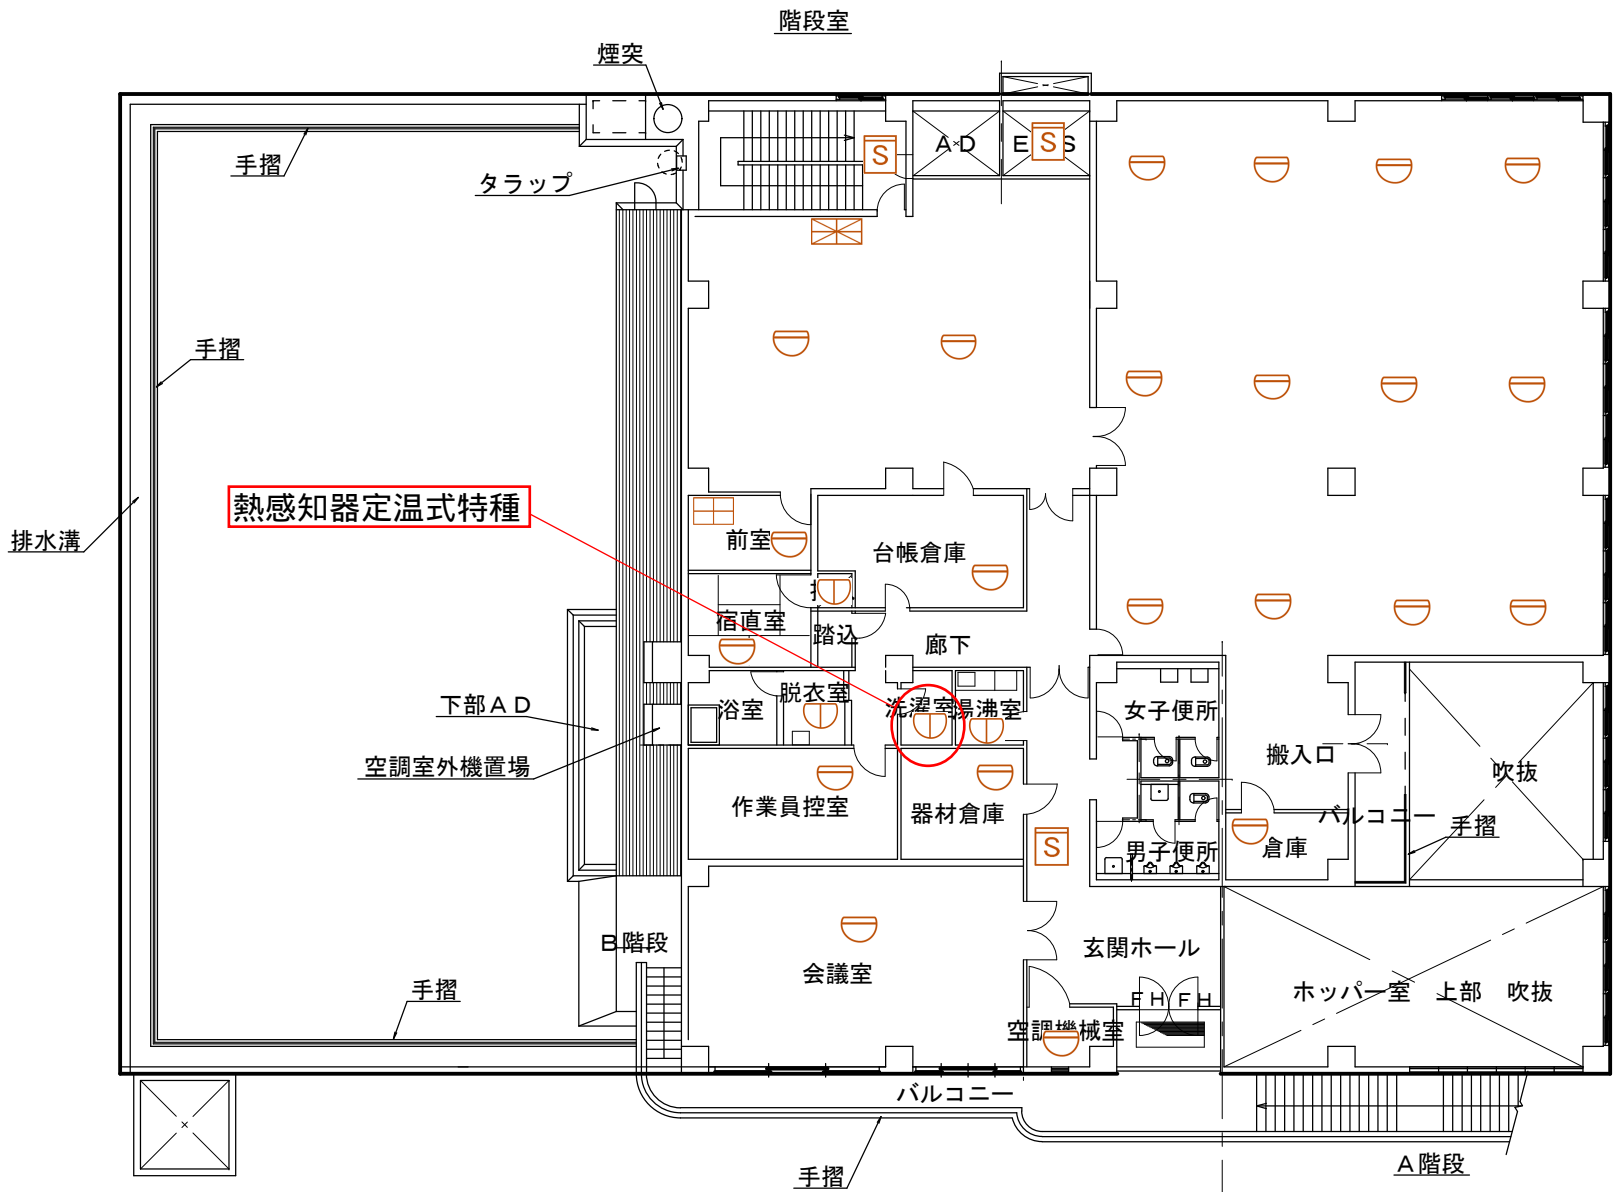 階段室
煙突
手摺
タラップ
S
AD
E S
S
手摺
熱感知器定温式特種
排水溝
前室
台帳倉庫
宿直室
踏込
廊下
下部AD
浴室
脱衣室
洗濯室
湯沸室
女子便所
空調室外機置場
搬入口
吹抜
作業員控室
器材倉庫
バルコニー
手摺
S
男子便所
倉庫
B階段
会議室
玄関ホール
手摺
FH
FH
ホッパー室 上部 吹抜
空調機械室
バルコニー
手摺
A階段